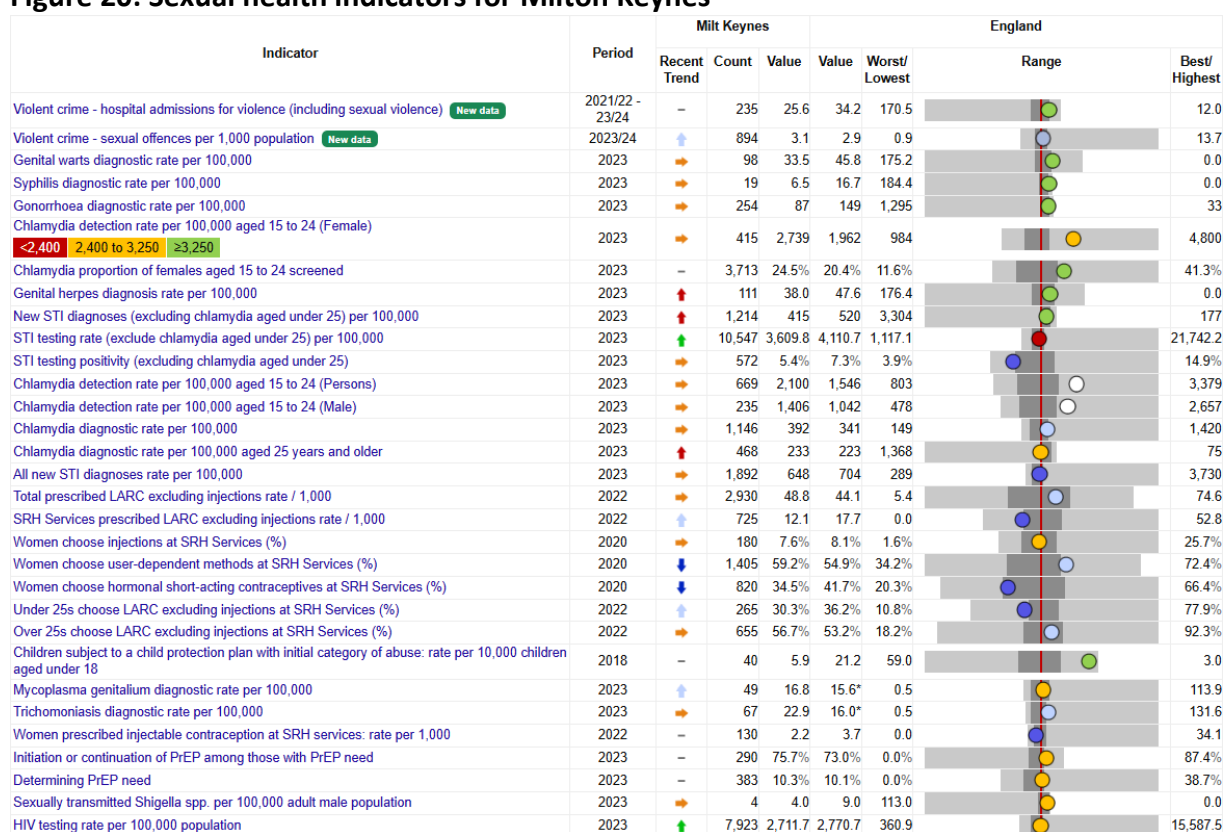 Figure 20: Sexual health indicators for Milton Keynes
Milt Keynes England
Indicator Period Recent Trend Count Value Value Worst/ Lowest Range Best/ Highest
Violent crime - hospital admissions for violence (including sexual violence) New data 2021/22 - 23/24 – 235 25.6 34.2 170.5 12.0
Violent crime - sexual offences per 1,000 population New data 2023/24 894 3.1 2.9 0.9 13.7
Genital warts diagnostic rate per 100,000 2023 98 33.5 45.8 175.2 0.0
Syphilis diagnostic rate per 100,000 2023 19 6.5 16.7 184.4 0.0
Gonorrhoea diagnostic rate per 100,000 2023 254 87 149 1,295 33
Chlamydia detection rate per 100,000 aged 15 to 24 (Female)
<2,400 2,400 to 3,250 ≥3,250 2023 415 2,739 1,962 984 4,800
Chlamydia proportion of females aged 15 to 24 screened 2023 – 3,713 24.5% 20.4% 11.6% 41.3%
Genital herpes diagnosis rate per 100,000 2023 111 38.0 47.6 176.4 0.0
New STI diagnoses (excluding chlamydia aged under 25) per 100,000 2023 1,214 415 520 3,304 177
STI testing rate (exclude chlamydia aged under 25) per 100,000 2023 10,547 3,609.8 4,110.7 1,117.1 21,742.2
STI testing positivity (excluding chlamydia aged under 25) 2023 572 5.4% 7.3% 3.9% 14.9%
Chlamydia detection rate per 100,000 aged 15 to 24 (Persons) 2023 669 2,100 1,546 803 3,379
Chlamydia detection rate per 100,000 aged 15 to 24 (Male) 2023 235 1,406 1,042 478 2,657
Chlamydia diagnostic rate per 100,000 2023 1,146 392 341 149 1,420
Chlamydia diagnostic rate per 100,000 aged 25 years and older 2023 468 233 223 1,368 75
All new STI diagnoses rate per 100,000 2023 1,892 648 704 289 3,730
Total prescribed LARC excluding injections rate / 1,000 2022 2,930 48.8 44.1 5.4 74.6
SRH Services prescribed LARC excluding injections rate / 1,000 2022 725 12.1 17.7 0.0 52.8
Women choose injections at SRH Services (%) 2020 180 7.6% 8.1% 1.6% 25.7%
Women choose user-dependent methods at SRH Services (%) 2020 1,405 59.2% 54.9% 34.2% 72.4%
Women choose hormonal short-acting contraceptives at SRH Services (%) 2020 820 34.5% 41.7% 20.3% 66.4%
Under 25s choose LARC excluding injections at SRH Services (%) 2022 265 30.3% 36.2% 10.8% 77.9%
Over 25s choose LARC excluding injections at SRH Services (%) 2022 655 56.7% 53.2% 18.2% 92.3%
Children subject to a child protection plan with initial category of abuse: rate per 10,000 children
aged under 18 2018 – 40 5.9 21.2 59.0 3.0
Mycoplasma genitalium diagnostic rate per 100,000 2023 49 16.8 15.6* 0.5 113.9
Trichomoniasis diagnostic rate per 100,000 2023 67 22.9 16.0* 0.5 131.6
Women prescribed injectable contraception at SRH services: rate per 1,000 2022 – 130 2.2 3.7 0.0 34.1
Initiation or continuation of PrEP among those with PrEP need 2023 – 290 75.7% 73.0% 0.0% 87.4%
Determining PrEP need 2023 – 383 10.3% 10.1% 0.0% 38.7%
Sexually transmitted Shigella spp. per 100,000 adult male population 2023 4 4.0 9.0 113.0 0.0
HIV testing rate per 100,000 population 2023 7,923 2,711.7 2,770.7 360.9 15,587.5